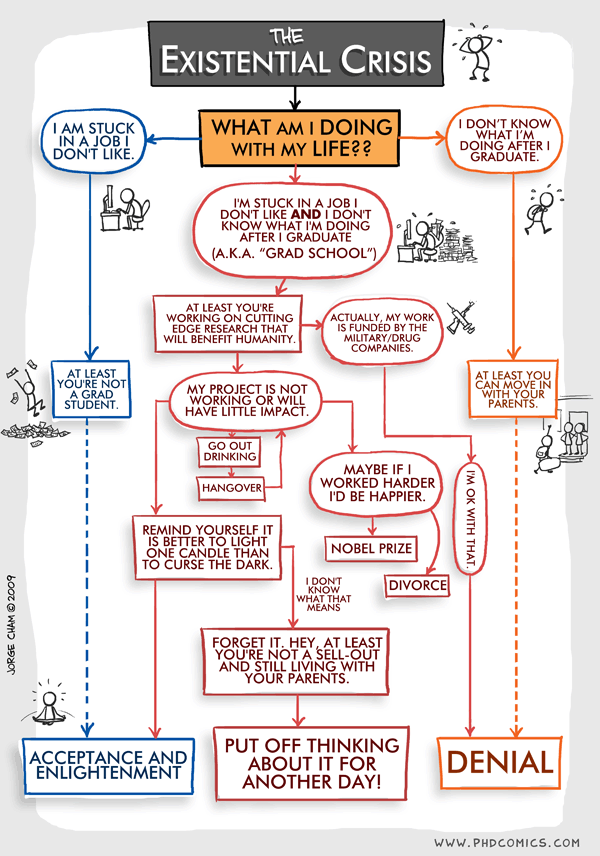 THE
EXISTENTIAL CRISIS
I AM STUCK
IN A JOB I
DON'T LIKE.
WHAT AM I DOING
WITH MY LIFE??
I DON'T KNOW
WHAT I'M
DOING AFTER I
GRADUATE.
I'M STUCK IN A JOB I
DON'T LIKE AND I DON'T
KNOW WHAT I'M DOING
AFTER I GRADUATE
(A.K.A. "GRAD SCHOOL")
AT LEAST YOU'RE
WORKING ON CUTTING
EDGE RESEARCH THAT
WILL BENEFIT HUMANITY.
ACTUALLY, MY WORK
IS FUNDED BY THE
MILITARY/DRUG
COMPANIES.
AT LEAST
YOU'RE NOT
A GRAD
STUDENT.
MY PROJECT IS NOT
WORKING OR WILL
HAVE LITTLE IMPACT.
AT LEAST YOU
CAN MOVE IN
WITH YOUR
PARENTS.
GO OUT
DRINKING
HANGOVER
MAYBE IF I
WORKED HARDER
I'D BE HAPPIER.
I'M OK WITH THAT.
REMIND YOURSELF IT
IS BETTER TO LIGHT
ONE CANDLE THAN
TO CURSE THE DARK.
NOBEL PRIZE
DIVORCE
I DON'T
KNOW
WHAT THAT
MEANS
FORGET IT. HEY, AT LEAST
YOU'RE NOT A SELL-OUT
AND STILL LIVING WITH
YOUR PARENTS.
ACCEPTANCE AND
ENLIGHTENMENT
PUT OFF THINKING
ABOUT IT FOR
ANOTHER DAY!
DENIAL
JORGE CHAM © 2009
WWW.PHDCOMICS.COM